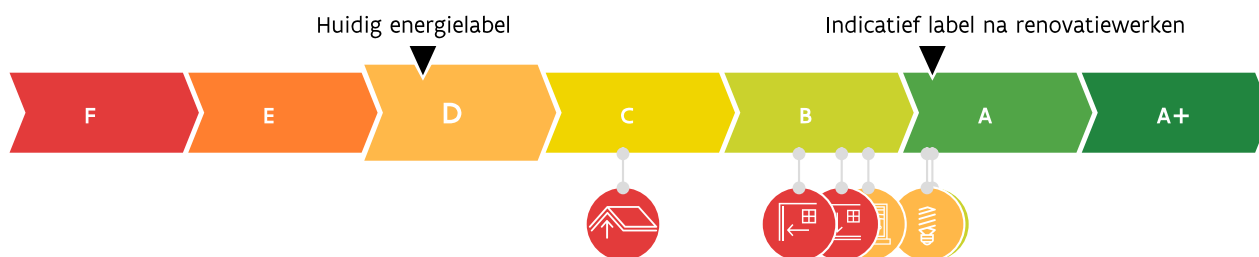 Huidig energielabel
Indicatief label na renovatiewerken
F
E
D
C
B
A
A+